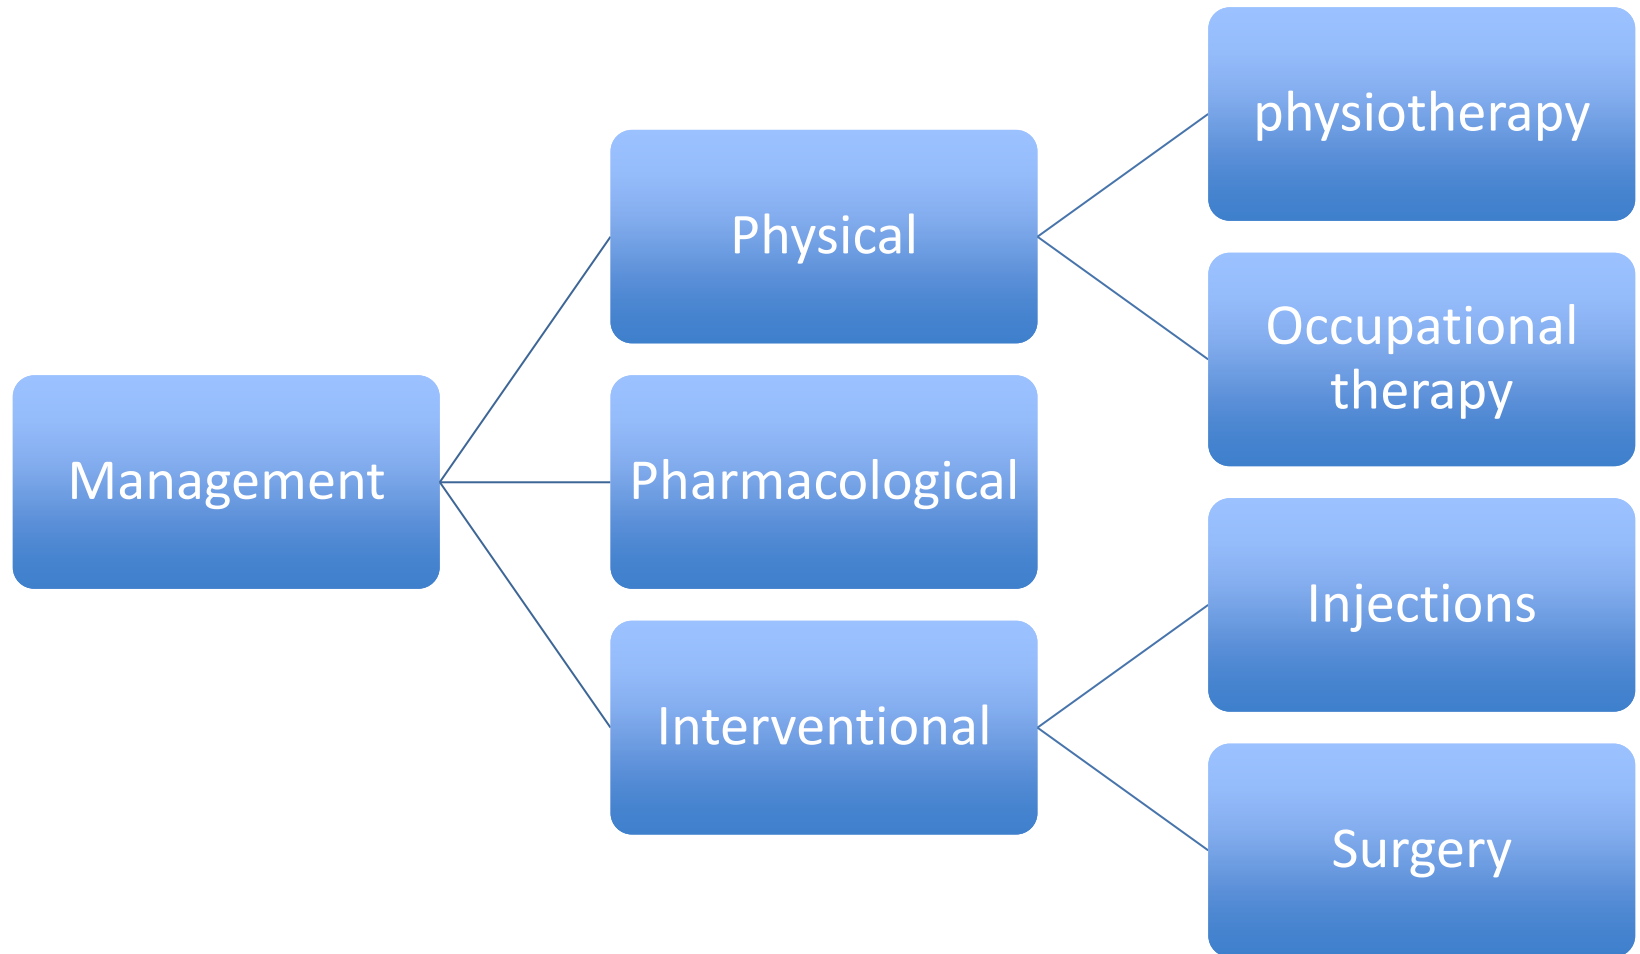 Management
Physical
Pharmacological
Interventional
physiotherapy
Occupational
therapy
Injections
Surgery